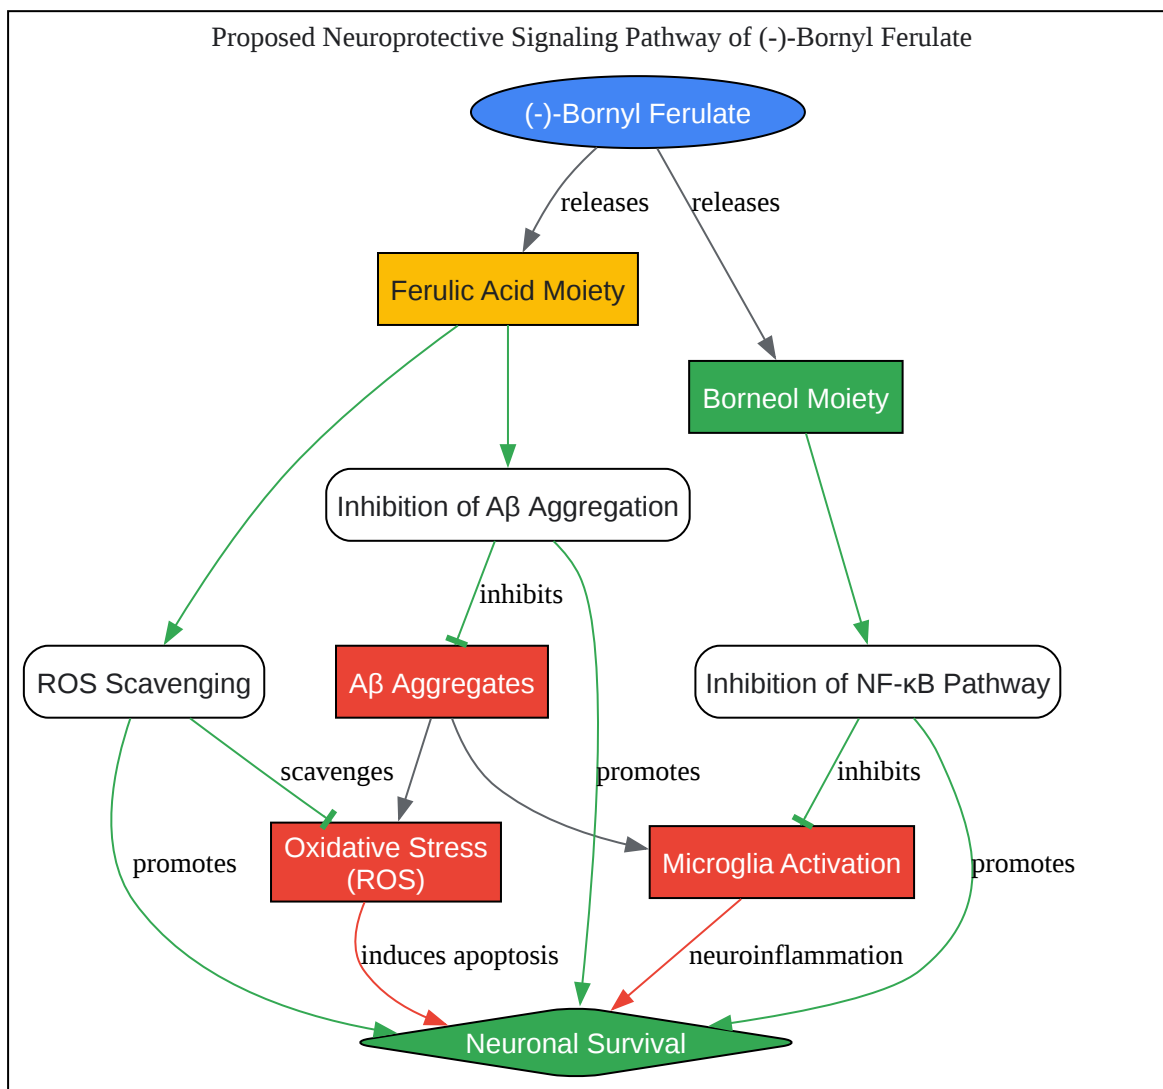 Proposed Neuroprotective Signaling Pathway of (-)-Bornyl Ferulate
(-)-Bornyl Ferulate
releases
releases
Ferulic Acid Moiety
Borneol Moiety
Inhibition of Aβ Aggregation
inhibits
ROS Scavenging
Aβ Aggregates
Inhibition of NF-κB Pathway
scavenges
promotes
inhibits
Oxidative Stress
(ROS)
Microglia Activation
promotes
promotes
induces apoptosis
neuroinflammation
Neuronal Survival